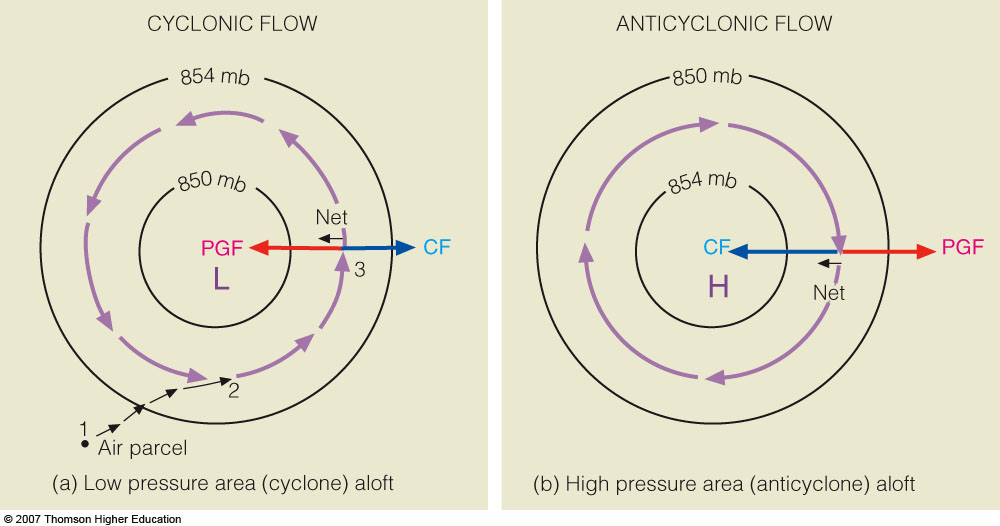 CYCLONIC FLOW
854 mb
850 mb
Net
PGF
CF
L
3
2
1
Air parcel
(a) Low pressure area (cyclone) aloft
ANTICYCLONIC FLOW
850 mb
854 mb
CF
PGF
H
Net
(b) High pressure area (anticyclone) aloft
© 2007 Thomson Higher Education